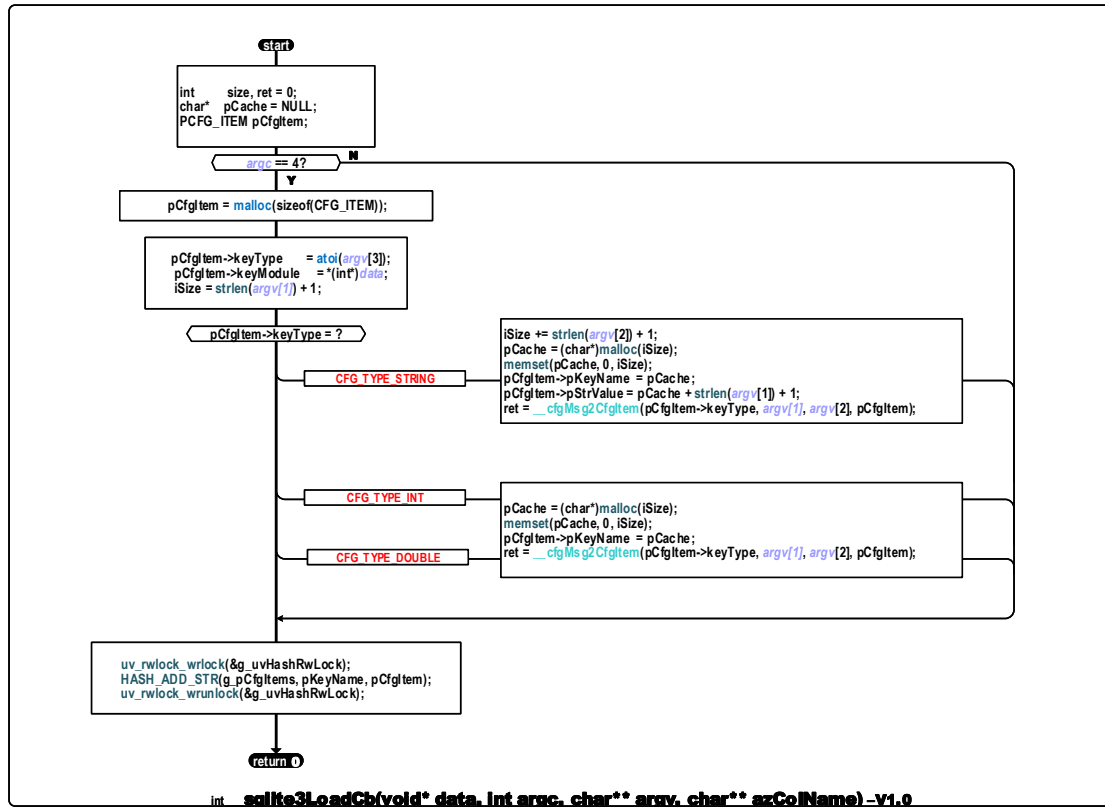 start
int size, ret = 0;
char* pCache = NULL;
PCFG_ITEM pCfgItem;
argc == 4?
N
Y
pCfgItem = malloc(sizeof(CFG_ITEM));
pCfgItem->keyType = atoi(argv[3]);
pCfgItem->keyModule = *(int*)data;
iSize = strlen(argv[1]) + 1;
pCfgItem->keyType = ?
iSize += strlen(argv[2]) + 1;
pCache = (char*)malloc(iSize);
memset(pCache, 0, iSize);
pCfgItem->pKeyName = pCache;
pCfgItem->pStrValue = pCache + strlen(argv[1]) + 1;
ret = __cfgMsg2CfgItem(pCfgItem->keyType, argv[1], argv[2], pCfgItem);
CFG_TYPE_STRING
CFG_TYPE_INT
pCache = (char*)malloc(iSize);
memset(pCache, 0, iSize);
pCfgItem->pKeyName = pCache;
ret = __cfgMsg2CfgItem(pCfgItem->keyType, argv[1], argv[2], pCfgItem);
CFG_TYPE_DOUBLE
uv_rwlock_wrlock(&g_uvHashRwLock);
HASH_ADD_STR(g_pCfgItems, pKeyName, pCfgItem);
uv_rwlock_wrunlock(&g_uvHashRwLock);
return 0
int sqlite3LoadCb(void* data, int argc, char** argv, char** azColName) –V1.0